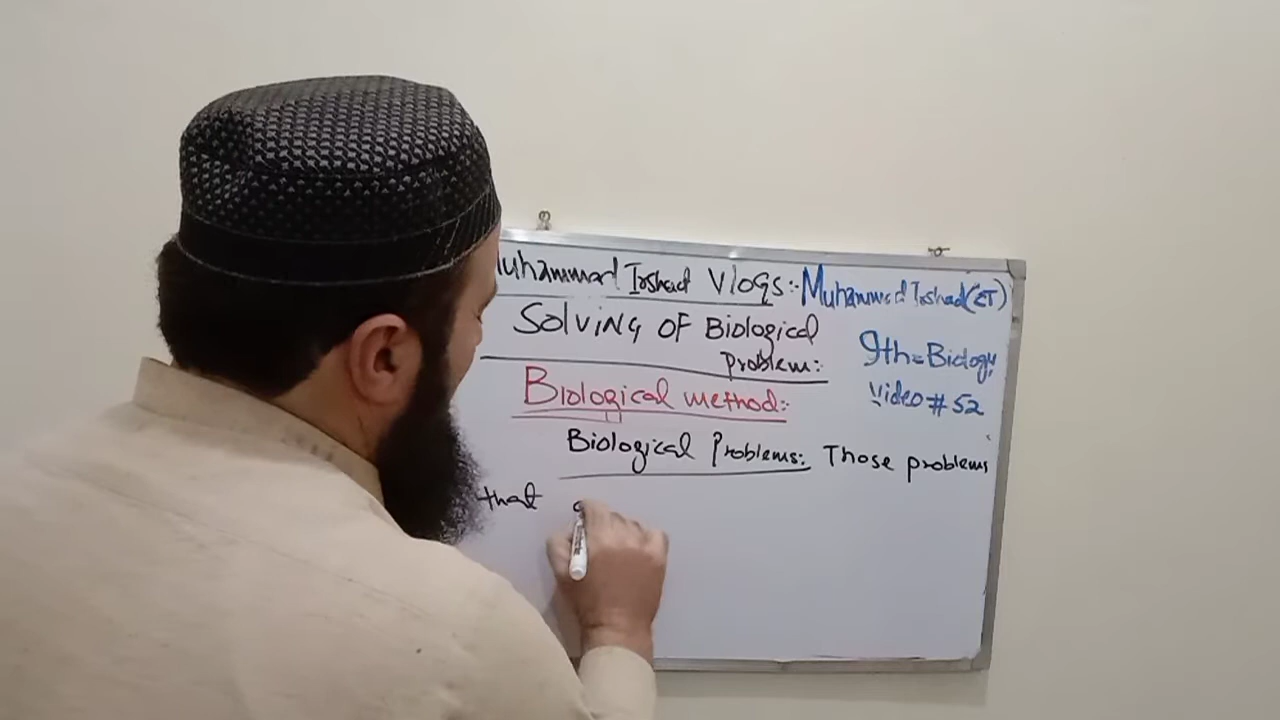 Muhammad Irshad Vlogs:- Muhammad Irshad (ET)
Solving OF Biological
Problem:
9th=Biology
Video # 52
Biological method:
Biological Problems: Those problems
that